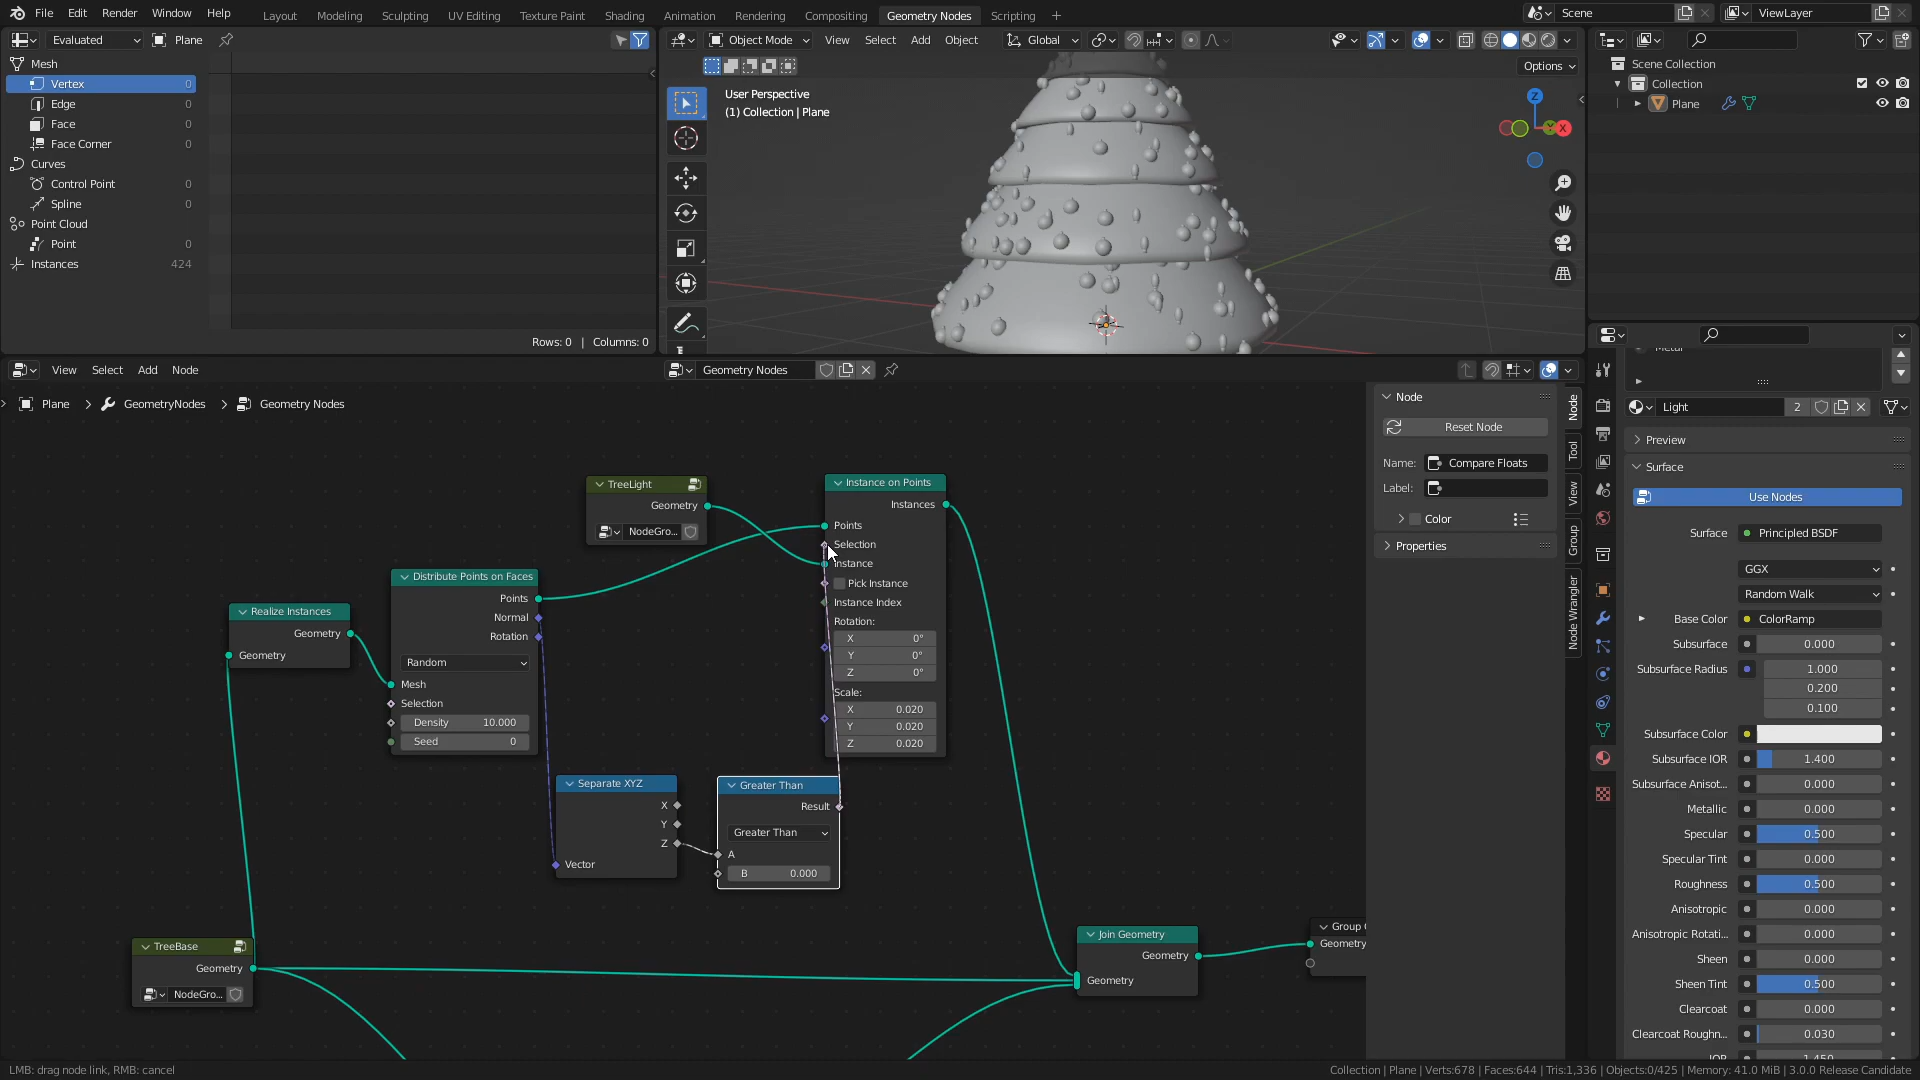 File Edit Render Window Help Layout Modeling Sculpting UV Editing Texture Paint Shading Animation Rendering Compositing Geometry Nodes Scripting + Scene ViewLayer
Evaluated Plane
Mesh
Vertex 0
Edge 0
Face 0
Face Corner 0
Curves
Control Point 0
Spline 0
Point Cloud
Point 0
Instances 424
Rows: 0 | Columns: 0
Object Mode View Select Add Object Global
Options
User Perspective
(1) Collection | Plane
Z
X
Scene Collection
Collection
Plane
View Select Add Node Geometry Nodes
Plane > GeometryNodes > Geometry Nodes
TreeLight
Geometry
NodeGro...
Instance on Points
Instances
Points
Selection
Instance
Pick Instance
Instance Index
Rotation:
X 0°
Y 0°
Z 0°
Scale:
X 0.020
Y 0.020
Z 0.020
Distribute Points on Faces
Points
Normal
Rotation
Random
Mesh
Selection
Density 10.000
Seed 0
Realize Instances
Geometry
Geometry
Separate XYZ
X
Y
Z
Vector
Greater Than
Result
Greater Than
A
B 0.000
TreeBase
Geometry
NodeGro...
Join Geometry
Geometry
Geometry
Group
Geometry
Node
Reset Node
Name: Compare Floats
Label:
Color
Properties
Node
Tool
View
Group
Node Wrangler
Light 2
Preview
Surface
Use Nodes
Surface Principled BSDF
GGX
Random Walk
Base Color ColorRamp
Subsurface 0.000
Subsurface Radius 1.000
0.200
0.100
Subsurface Color
Subsurface IOR 1.400
Subsurface Anisot... 0.000
Metallic 0.000
Specular 0.500
Specular Tint 0.000
Roughness 0.500
Anisotropic 0.000
Anisotropic Rotati... 0.000
Sheen 0.000
Sheen Tint 0.500
Clearcoat 0.000
Clearcoat Roughn... 0.030
IOR 1.450
LMB: drag node link, RMB: cancel
Collection | Plane | Verts:678 | Faces:644 | Tris:1,336 | Objects:0/425 | Memory: 41.0 MiB | 3.0.0 Release Candidate